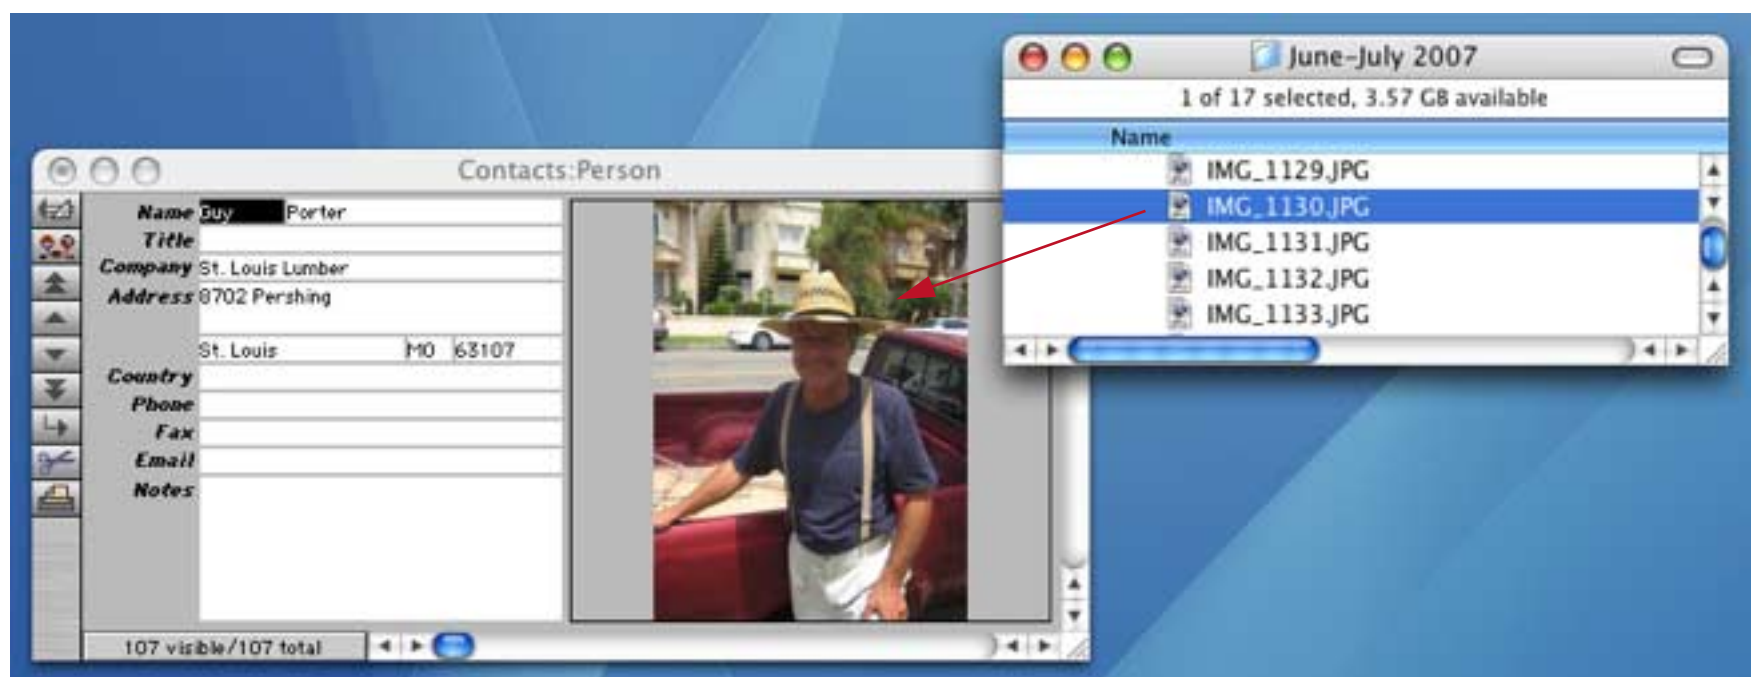 June-July 2007
1 of 17 selected, 3.57 GB available
Name
IMG_1129.JPG
IMG_1130.JPG
IMG_1131.JPG
IMG_1132.JPG
IMG_1133.JPG
Contacts:Person
Name Guy Porter
Title
Company St. Louis Lumber
Address 8702 Pershing
St. Louis MO 63107
Country
Phone
Fax
Email
Notes
107 visible/107 total